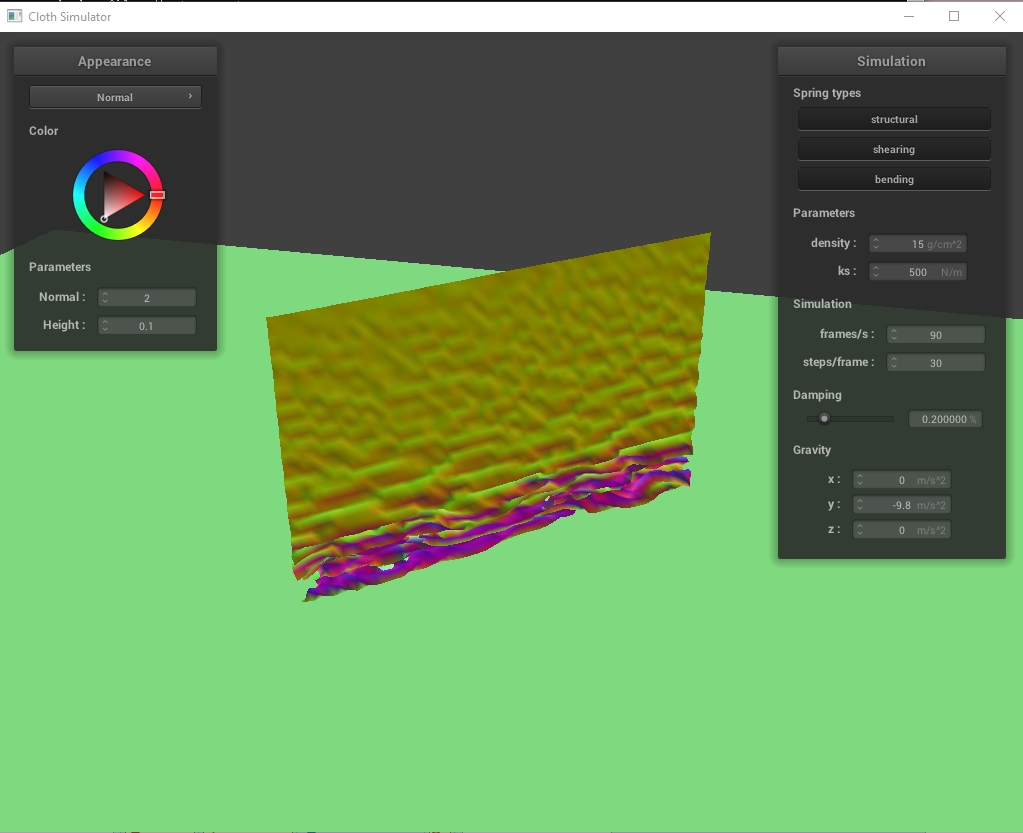 Cloth Simulator
Appearance
Normal
Color
Parameters
Normal : 2
Height : 0.1
Simulation
Spring types
structural
shearing
bending
Parameters
density : 15 g/cm^2
ks : 500 N/m
Simulation
frames/s : 90
steps/frame : 30
Damping
0.200000 %
Gravity
x : 0 m/s^2
y : -9.8 m/s^2
z : 0 m/s^2